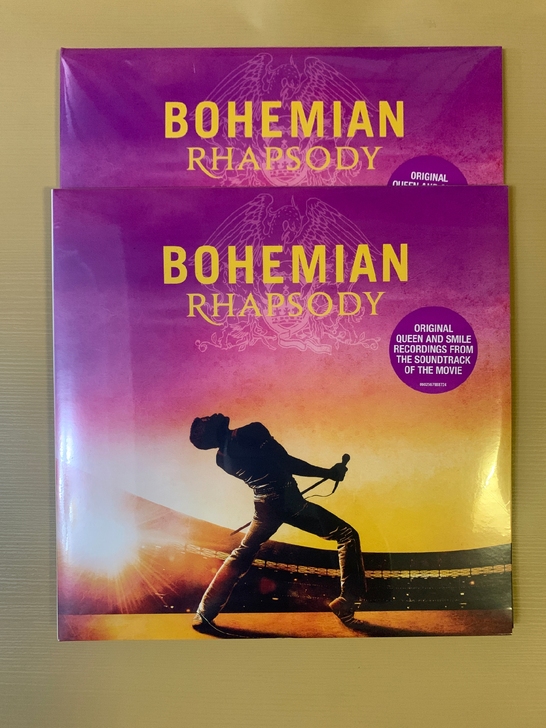 BOHEMIAN
RHAPSODY
ORIGINAL
BOHEMIAN
RHAPSODY
ORIGINAL
QUEEN AND SMILE
RECORDINGS FROM
THE SOUNDTRACK
OF THE MOVIE